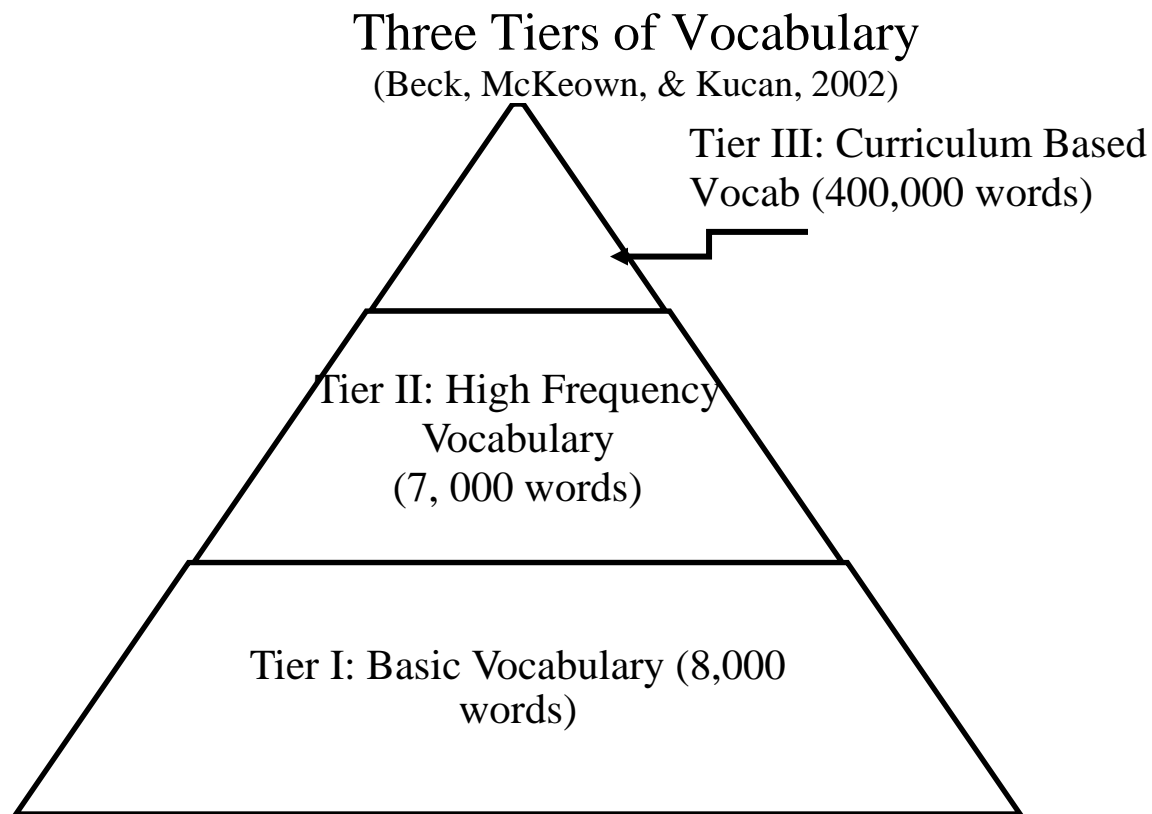 Three Tiers of Vocabulary
(Beck, McKeown, & Kucan, 2002)
Tier III: Curriculum Based
Vocab (400,000 words)
Tier II: High Frequency
Vocabulary
(7, 000 words)
Tier I: Basic Vocabulary (8,000
words)